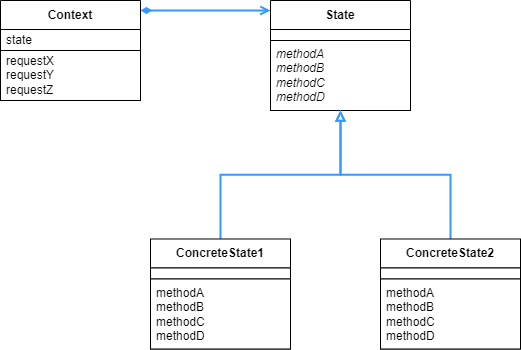 Context
state
requestX
requestY
requestZ
State
methodA
methodB
methodC
methodD
ConcreteState1
methodA
methodB
methodC
methodD
ConcreteState2
methodA
methodB
methodC
methodD